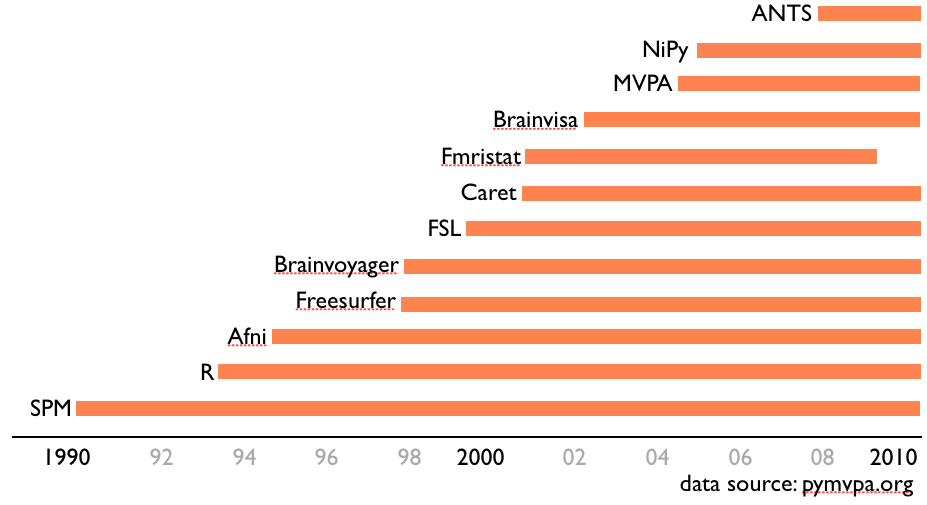 ANTS
NiPy
MVPA
Brainvisa
Fmristat
Caret
FSL
Brainvoyager
Freesurfer
Afni
R
SPM
1990 92 94 96 98 2000 02 04 06 08 2010
data source: pymvpa.org